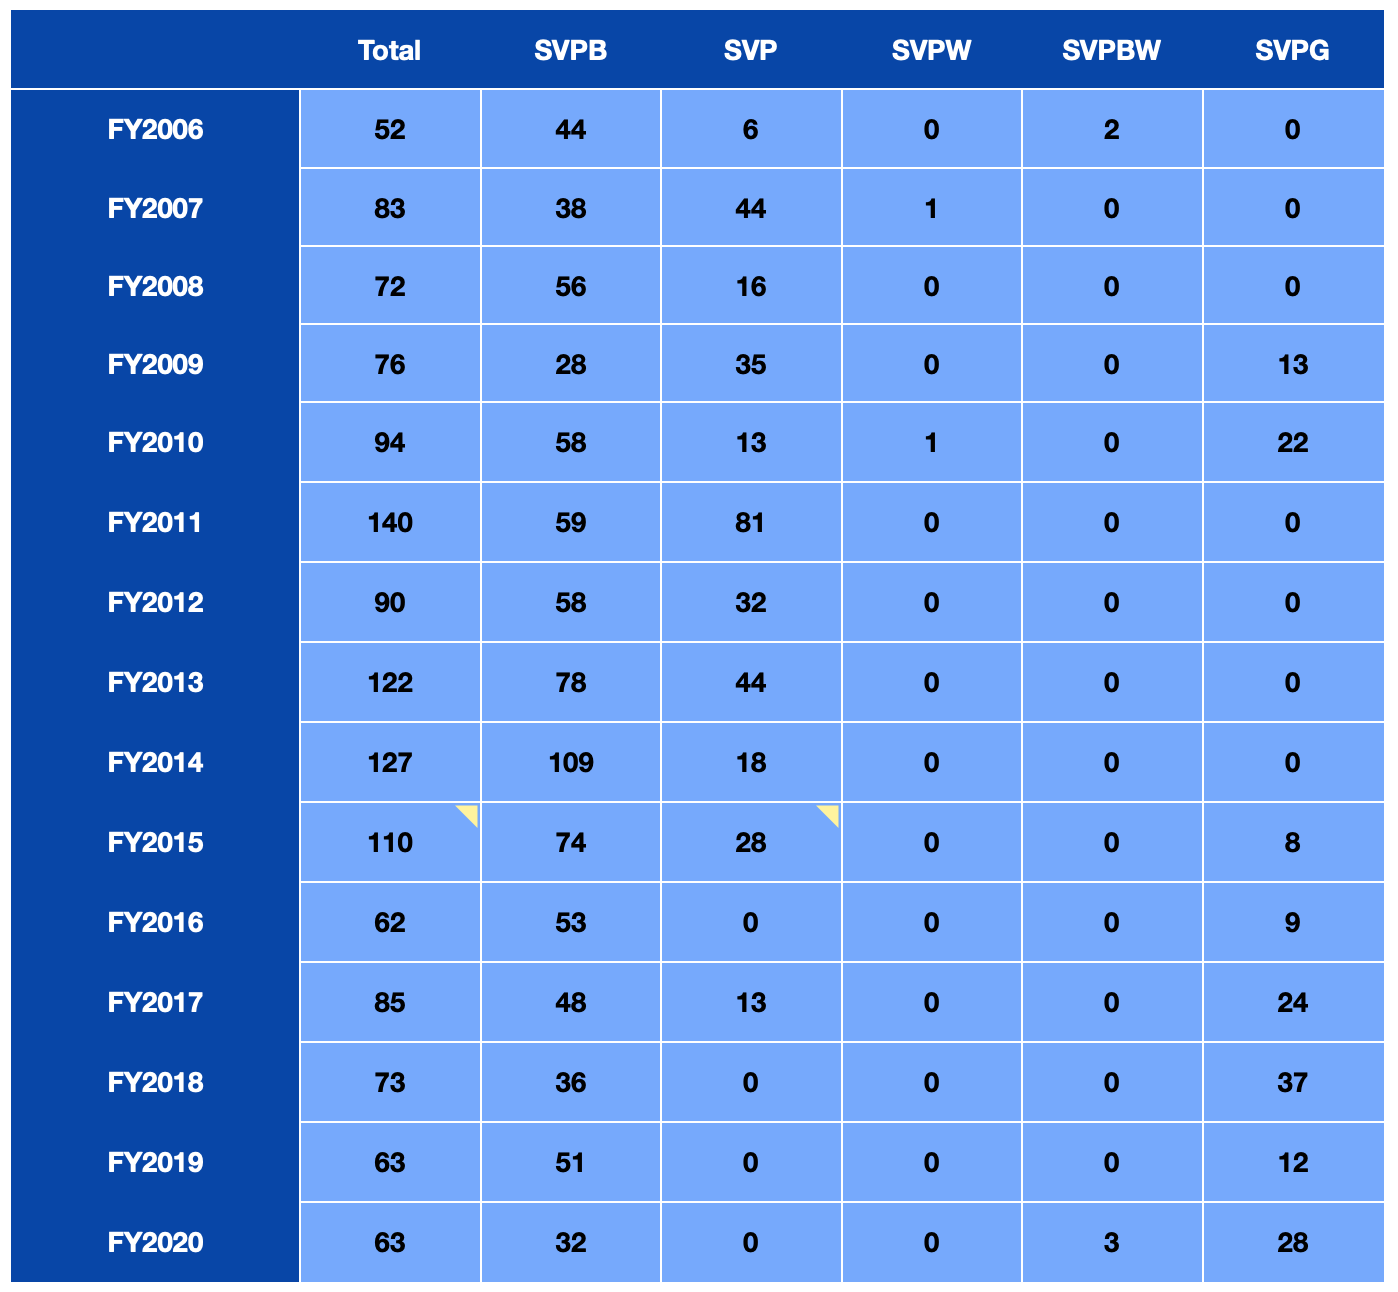 Total SVPB SVP SVPW SVPBW SVPG
FY2006 52 44 6 0 2 0
FY2007 83 38 44 1 0 0
FY2008 72 56 16 0 0 0
FY2009 76 28 35 0 0 13
FY2010 94 58 13 1 0 22
FY2011 140 59 81 0 0 0
FY2012 90 58 32 0 0 0
FY2013 122 78 44 0 0 0
FY2014 127 109 18 0 0 0
FY2015 110 74 28 0 0 8
FY2016 62 53 0 0 0 9
FY2017 85 48 13 0 0 24
FY2018 73 36 0 0 0 37
FY2019 63 51 0 0 0 12
FY2020 63 32 0 0 3 28